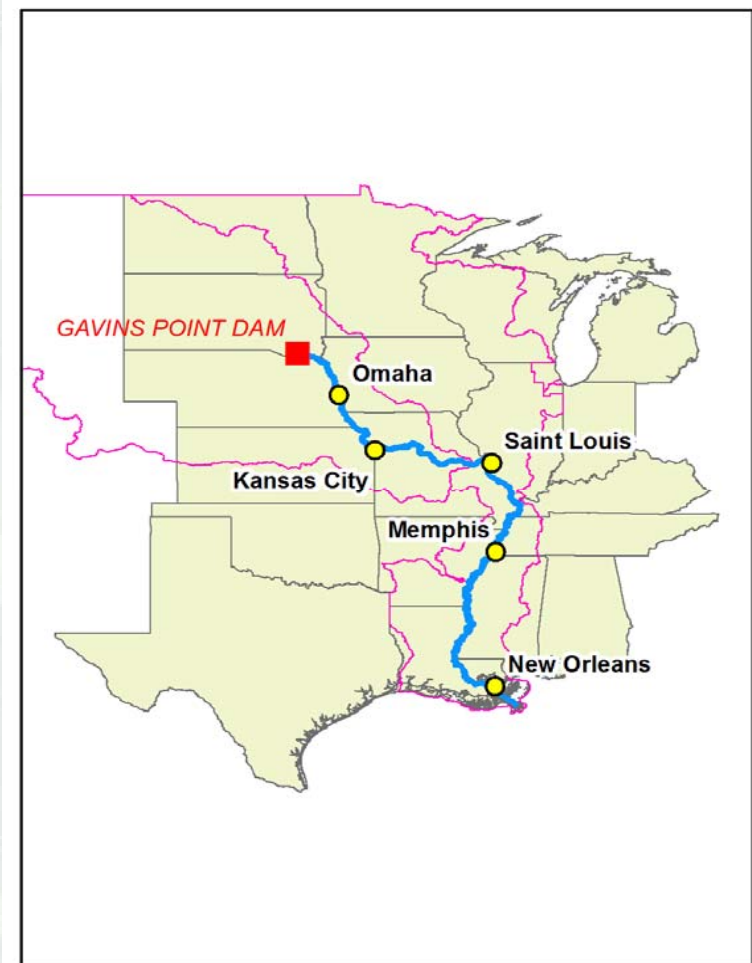 GAVINS POINT DAM
Omaha
Saint Louis
Kansas City
Memphis
New Orleans